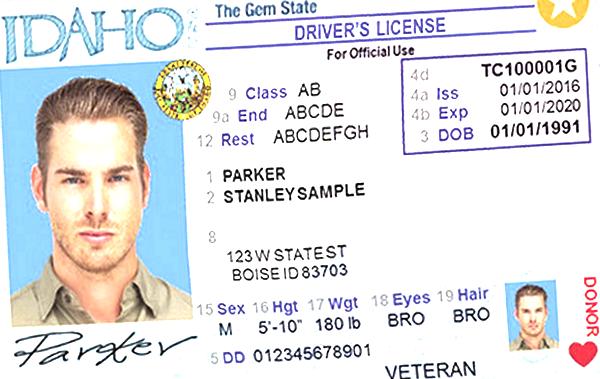 IDAHO
The Gem State
DRIVER'S LICENSE
For Official Use
9 Class AB
9a End ABCDE
12 Rest ABCDEFGH
4d TC100001G
4a Iss 01/01/2016
4b Exp 01/01/2020
3 DOB 01/01/1991
1 PARKER
2 STANLEY SAMPLE
8
123 W STATE ST
BOISE ID 83703
15 Sex 16 Hgt 17 Wgt 18 Eyes 19 Hair
M 5'-10" 180 lb BRO BRO
5 DD 012345678901
VETERAN
DONOR
Parker